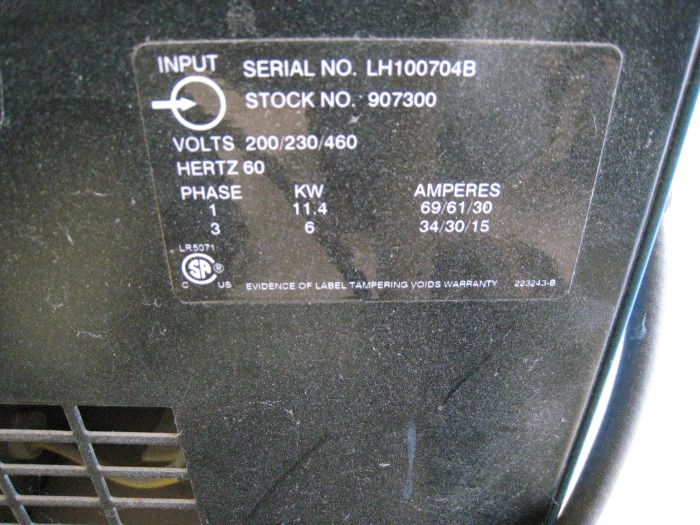 INPUT
SERIAL NO. LH100704B
STOCK NO. 907300
VOLTS 200/230/460
HERTZ 60
PHASE KW AMPERES
1 11.4 69/61/30
3 6 34/30/15
LR5071
SP®
C US EVIDENCE OF LABEL TAMPERING VOIDS WARRANTY 223243-B